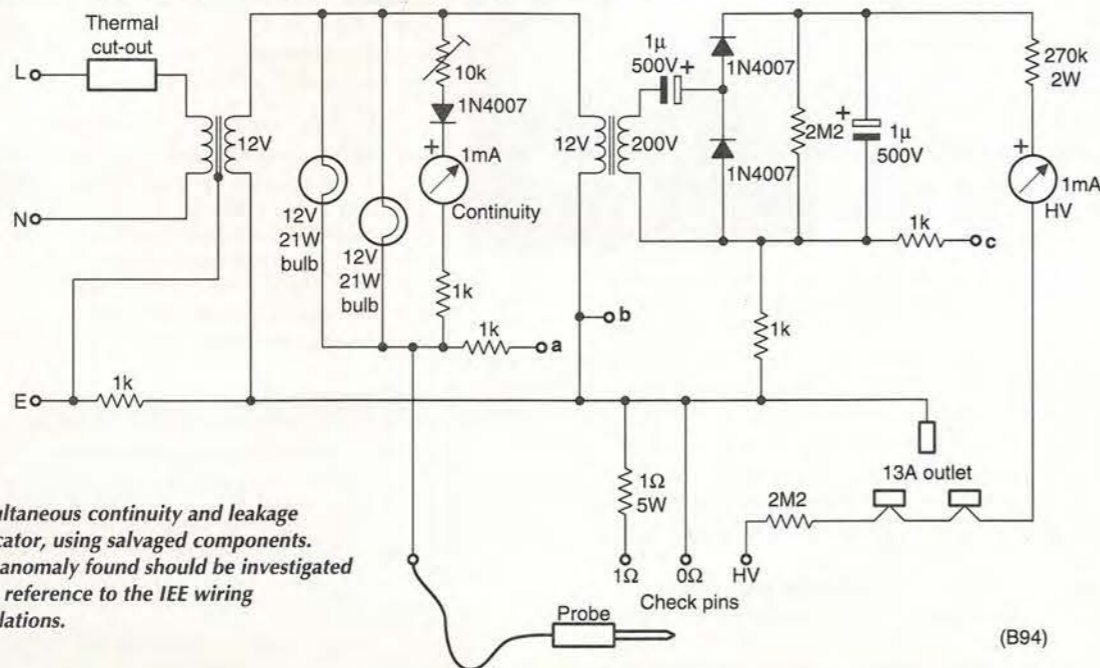 Thermal
cut-out
L
N
E
12V
1k
12V
21W
bulb
12V
21W
bulb
10k
1N4007
+
1mA
Continuity
1k
1k
a
b
12V
200V
1μ
500V
+
1N4007
1N4007
2M2
+
1μ
500V
270k
2W
+
1mA
HV
1k
c
1k
1Ω
5W
13A outlet
2M2
1Ω
0Ω
HV
Check pins
Probe
ultaneous continuity and leakage
cator, using salvaged components.
anomaly found should be investigated
reference to the IEE wiring
lations.
(B94)